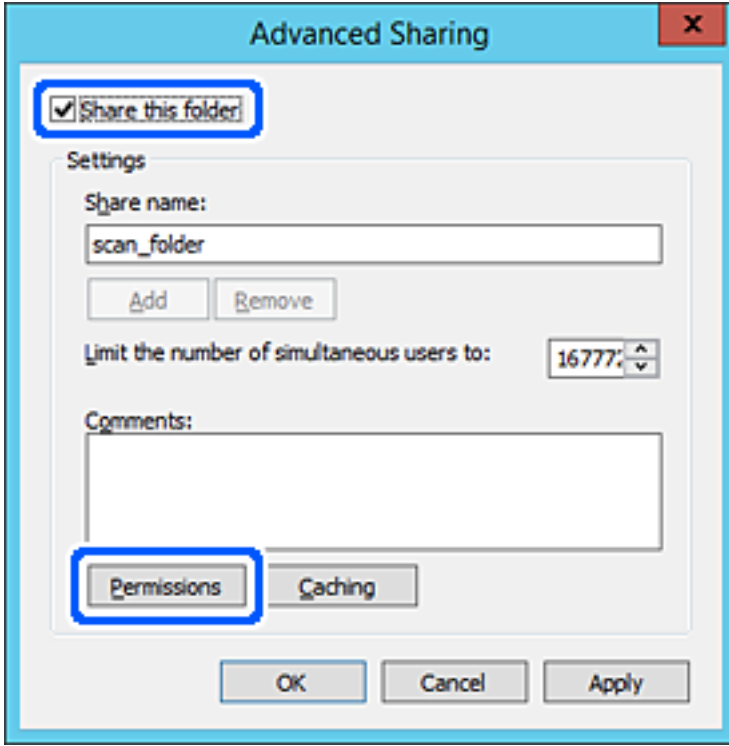 Advanced Sharing
x
Share this folder
Settings
Share name:
scan_folder
Add Remove
Limit the number of simultaneous users to:
Comments:
Permissions Caching
OK Cancel Apply